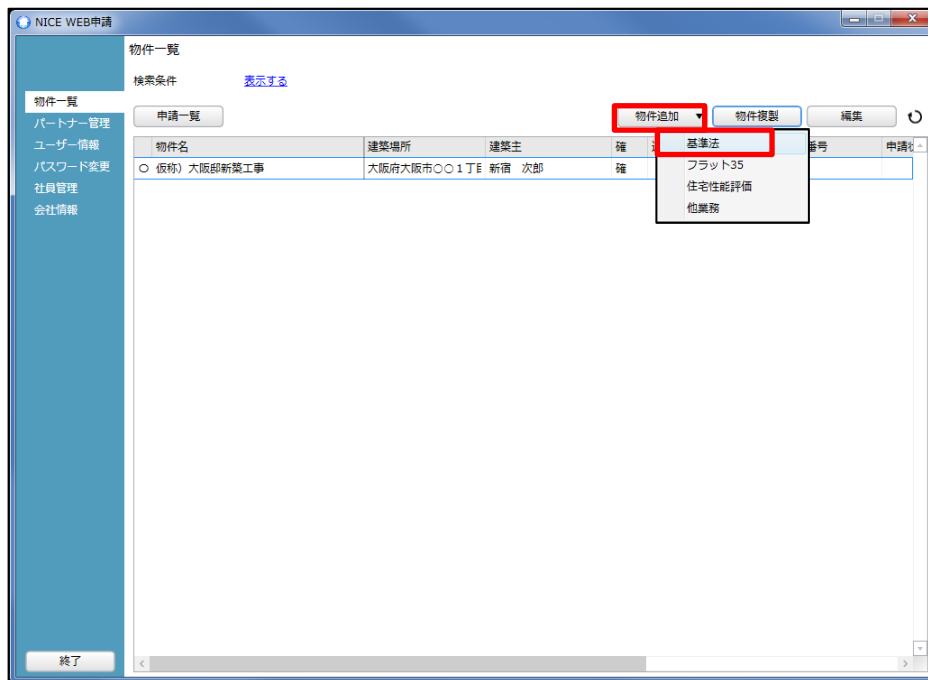 NICE WEB申請
物件一覧
検索条件 表示する
物件一覧
パートナー管理
ユーザー情報
パスワード変更
社員管理
会社情報
申請一覧 物件追加 ▼ 物件複製 編集
物件名 建築場所 建築主 確 番号 申請
〇 仮称）大阪邸新築工事 大阪府大阪市〇〇１丁目 新宿 次郎 確
基準法
フラット35
住宅性能評価
他業務
終了